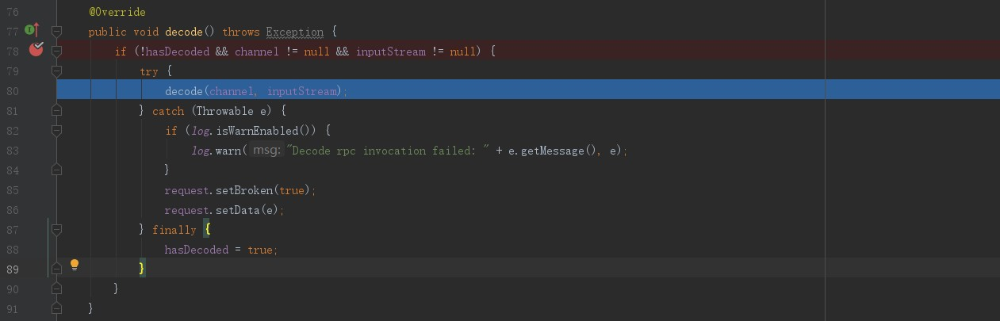 76 @Override
77 public void decode() throws Exception {
78 if (!hasDecoded && channel != null && inputStream != null) {
79 try {
80 decode(channel, inputStream);
81 } catch (Throwable e) {
82 if (log.isWarnEnabled()) {
83 log.warn( msg: "Decode rpc invocation failed: " + e.getMessage(), e);
84 }
85 request.setBroken(true);
86 request.setData(e);
87 } finally {
88 hasDecoded = true;
89 }
90 }
91 }